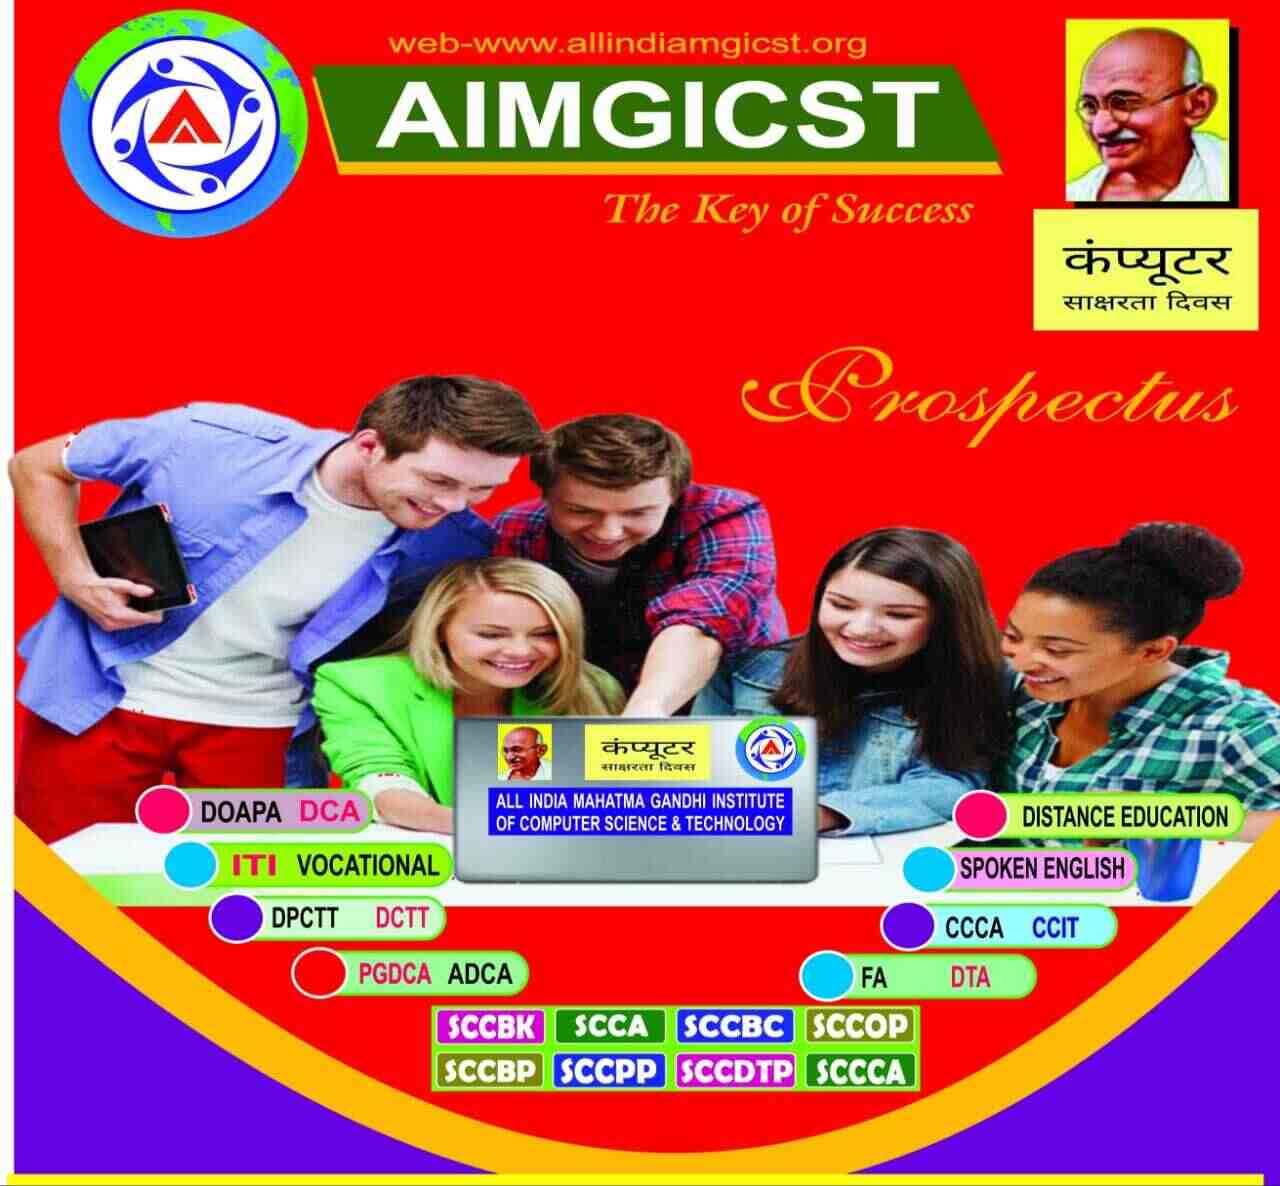 web-www.allindiamgicst.org
AIMGICST
The Key of Success
कंप्यूटर
साक्षरता दिवस
Prospectus
कंप्यूटर
साक्षरता दिवस
ALL INDIA MAHATMA GANDHI INSTITUTE
OF COMPUTER SCIENCE & TECHNOLOGY
DOAPA DCA
ITI VOCATIONAL
DPCTT DCTT
PGDCA ADCA
DISTANCE EDUCATION
SPOKEN ENGLISH
CCCA CCIT
FA DTA
SCCBK SCCA SCCBC SCCOP
SCCBP SCCPP SCCDTP SCCCA